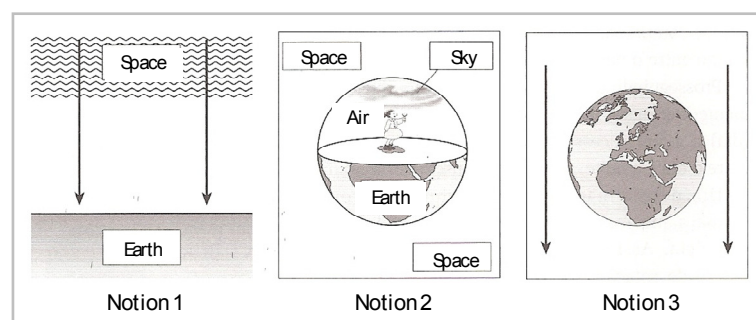 Space
Earth
Notion 1
Space
Sky
Air
Earth
Space
Notion 2
Notion 3